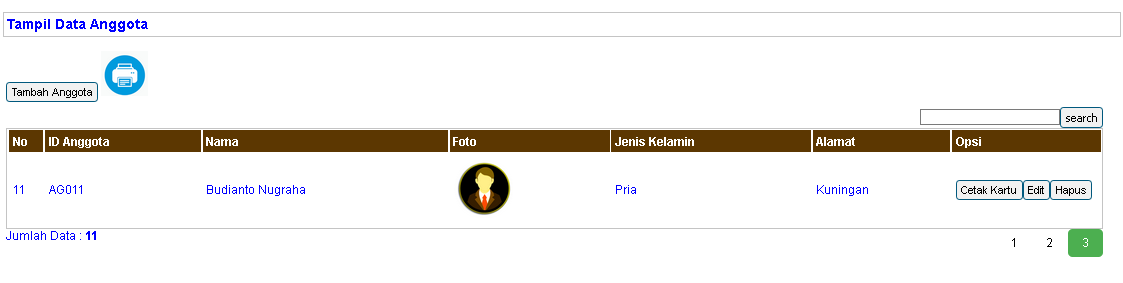 Tampil Data Anggota
Tambah Anggota
search
No ID Anggota Nama Foto Jenis Kelamin Alamat Opsi
11 AG011 Budianto Nugraha Pria Kuningan Cetak Kartu Edit Hapus
Jumlah Data : 11
1 2 3